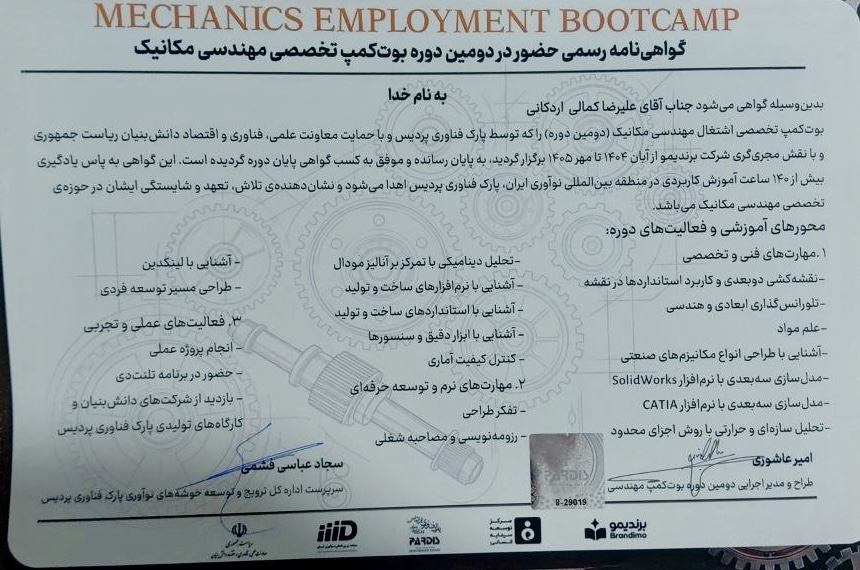 MECHANICS EMPLOYMENT BOOTCAMP
گواهی‌نامه رسمی حضور در دومین دوره بوت‌کمپ تخصصی مهندسی مکانیک
به نام خدا
بدین‌وسیله گواهی می‌شود جناب آقای علیرضا کمالی اردکانی
بوت‌کمپ تخصصی اشتغال مهندسی مکانیک (دومین دوره) را که توسط پارک فناوری پردیس و با حمایت معاونت علمی، فناوری و اقتصاد دانش‌بنیان ریاست جمهوری
و با نقش مجری‌گری شرکت برندیمو از آبان ۱۴۰۴ تا مهر ۱۴۰۵ برگزار گردید، به پایان رسانده و موفق به کسب گواهی پایان دوره گردیده است. این گواهی به پاس یادگیری
بیش از ۱۴۰ ساعت آموزش کاربردی در منطقه بین‌المللی نوآوری ایران، پارک فناوری پردیس اهدا می‌شود و نشان‌دهنده‌ی تلاش، تعهد و شایستگی ایشان در حوزه‌ی
تخصصی مهندسی مکانیک می‌باشد.
محورهای آموزشی و فعالیت‌های دوره:
۱. مهارت‌های فنی و تخصصی
-نقشه‌کشی دوبعدی و کاربرد استانداردها در نقشه
-تلورانس‌گذاری ابعادی و هندسی
-علم مواد
-آشنایی با طراحی انواع مکانیزم‌های صنعتی
-مدل‌سازی سه‌بعدی با نرم‌افزار SolidWorks
-مدل‌سازی سه‌بعدی با نرم‌افزار CATIA
-تحلیل سازه‌ای و حرارتی با روش اجزای محدود
-تحلیل دینامیکی با تمرکز بر آنالیز مودال
- آشنایی با نرم‌افزارهای ساخت و تولید
- آشنایی با استانداردهای ساخت و تولید
- آشنایی با ابزار دقیق و سنسورها
- کنترل کیفیت آماری
۲. مهارت‌های نرم و توسعه حرفه‌ای
- تفکر طراحی
- رزومه‌نویسی و مصاحبه شغلی
- آشنایی با لینکدین
- طراحی مسیر توسعه فردی
۳. فعالیت‌های عملی و تجربی
- انجام پروژه عملی
- حضور در برنامه تلنت‌دی
- بازدید از شرکت‌های دانش‌بنیان و
کارگاه‌های تولیدی پارک فناوری پردیس
امیر عاشوری
طراح و مدیر اجرایی دومین دوره بوت‌کمپ مهندسی
سجاد عباسی فشمی
سرپرست اداره کل ترویج و توسعه خوشه‌های نوآوری پارک فناوری پردیس
PARDIS
8-29019
برندیمو
Brandimo
مرکز
توسعه
سرمایه
انسانی
PARDIS
ریاست جمهوری